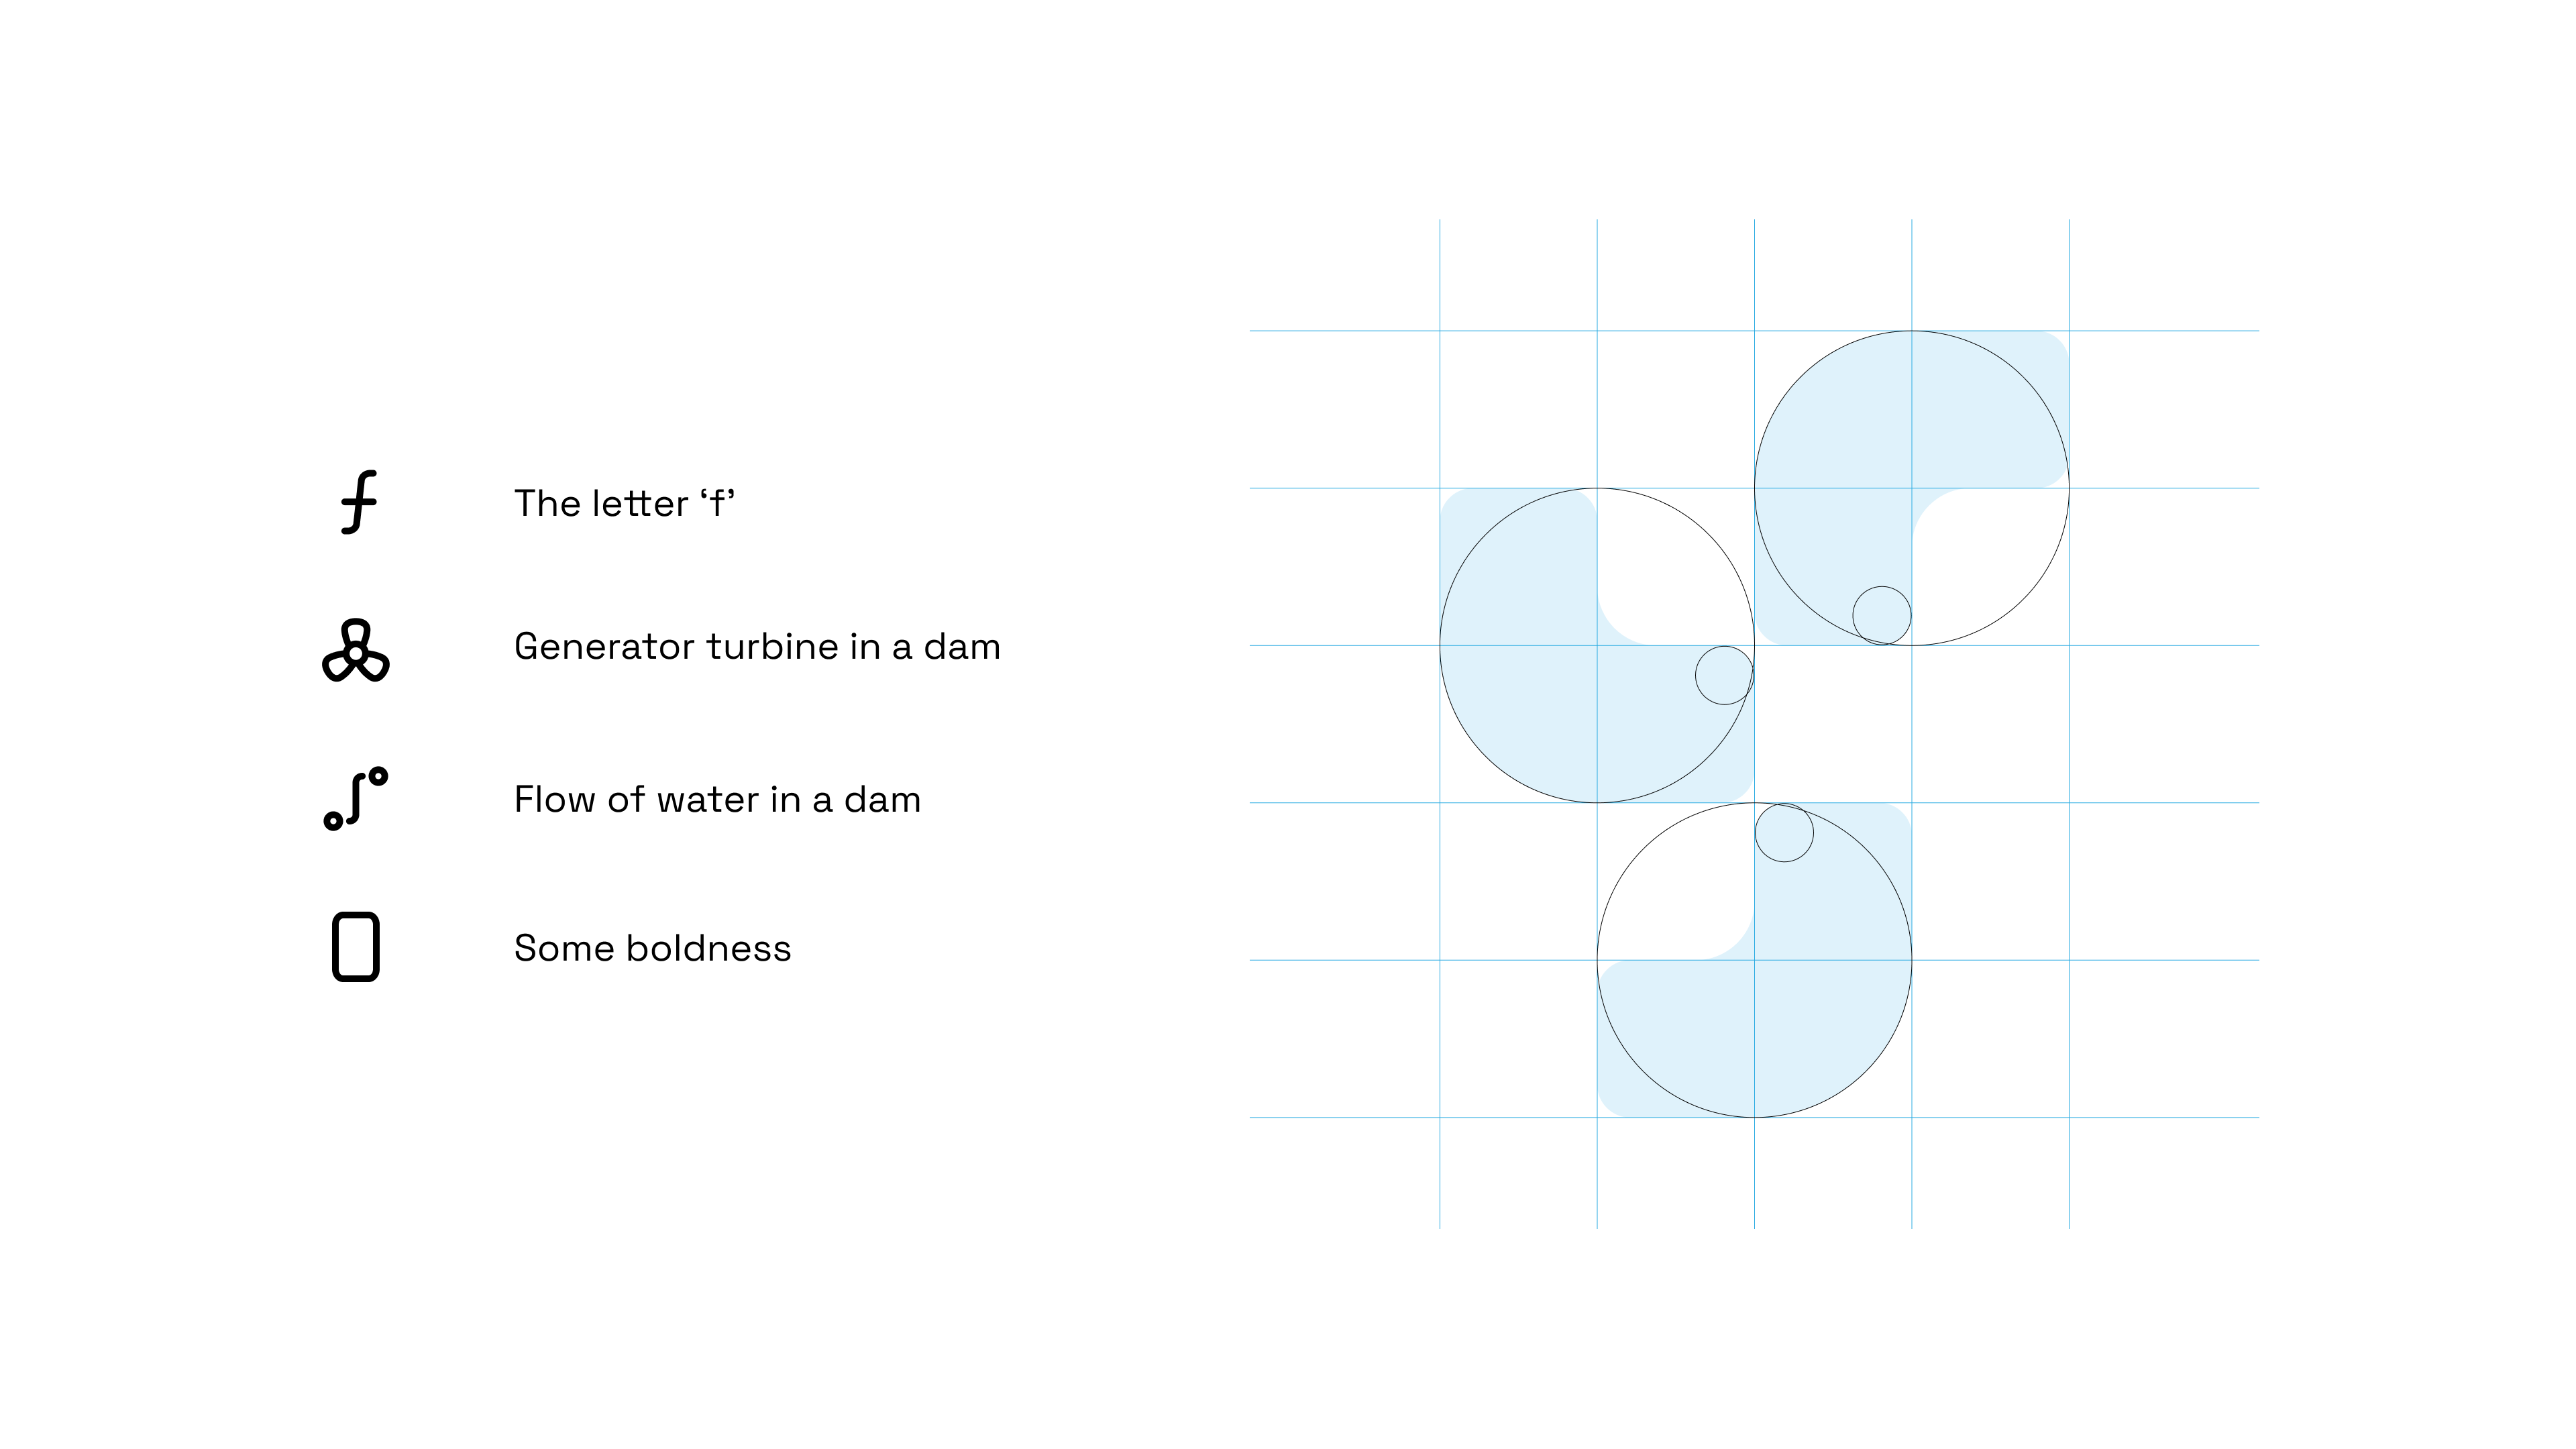 The letter ‘f’
Generator turbine in a dam
Flow of water in a dam
Some boldness